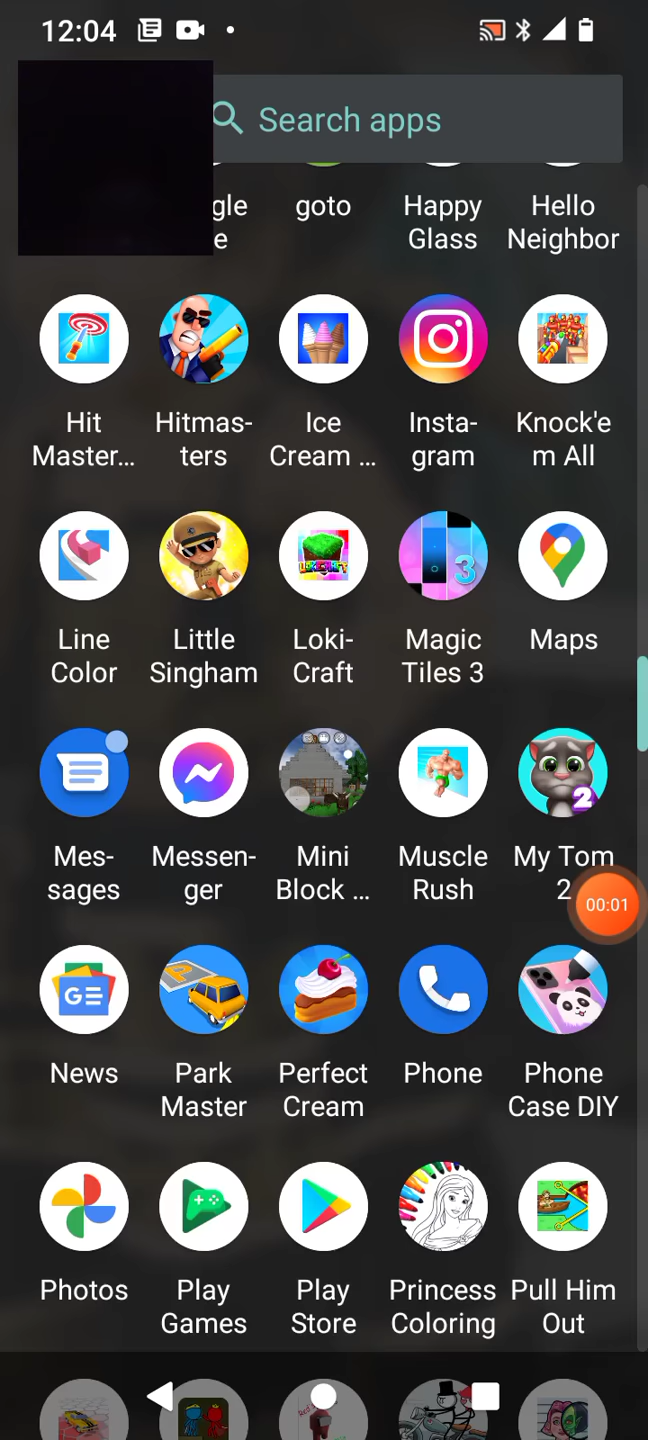 12:04
Search apps
gle
e
goto
Happy
Glass
Hello
Neighbor
Hit
Master...
Hitmas-
ters
Ice
Cream ...
Insta-
gram
Knock'e
m All
Line
Color
Little
Singham
Loki-
Craft
Magic
Tiles 3
3
Maps
Mes-
sages
Messen-
ger
Mini
Block ...
Muscle
Rush
2
My Tom
2
00:01
News
Park
Master
Perfect
Cream
Phone
Phone
Case DIY
Photos
Play
Games
Play
Store
Princess
Coloring
Pull Him
Out